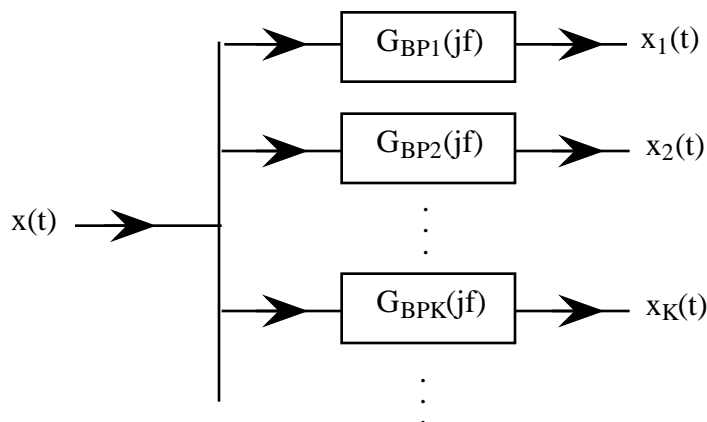 G_BP1(jf) x_1(t)
G_BP2(jf) x_2(t)
x(t)
G_BPK(jf) x_K(t)